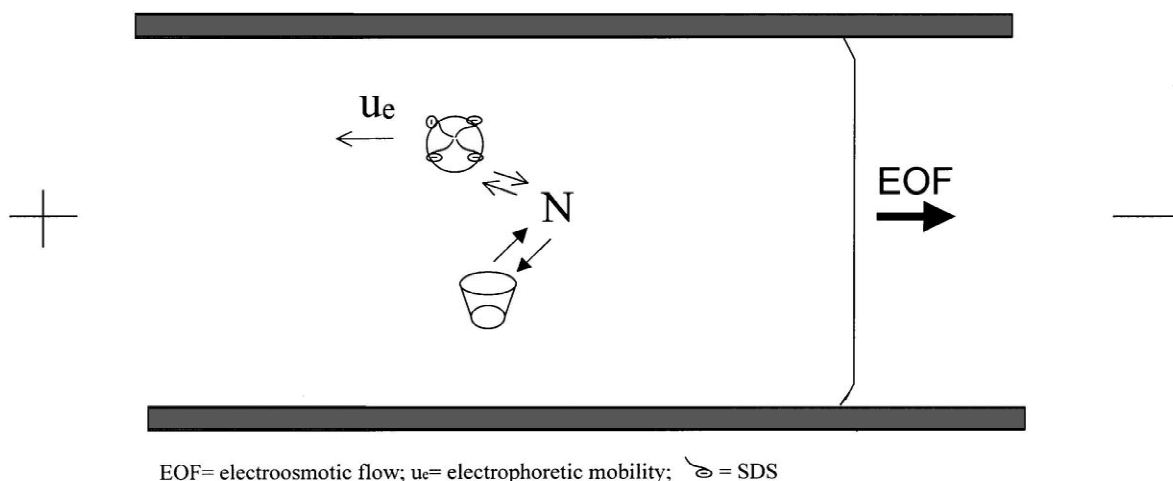 uₑ
EOF
N
+
−
EOF= electroosmotic flow; uₑ= electrophoretic mobility; = SDS